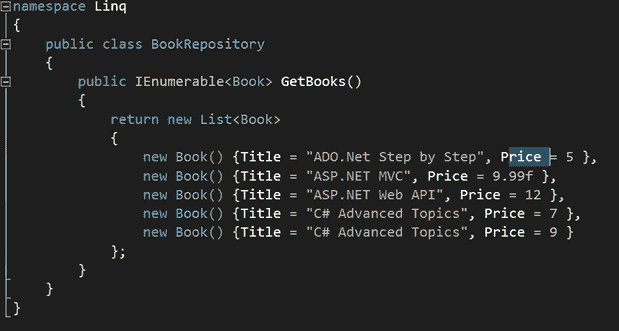 namespace Linq
{
    public class BookRepository
    {
        public IEnumerable<Book> GetBooks()
        {
            return new List<Book>
            {
                new Book() {Title = "ADO.Net Step by Step", Price = 5 },
                new Book() {Title = "ASP.NET MVC", Price = 9.99f },
                new Book() {Title = "ASP.NET Web API", Price = 12 },
                new Book() {Title = "C# Advanced Topics", Price = 7 },
                new Book() {Title = "C# Advanced Topics", Price = 9 }
            };
        }
    }
}